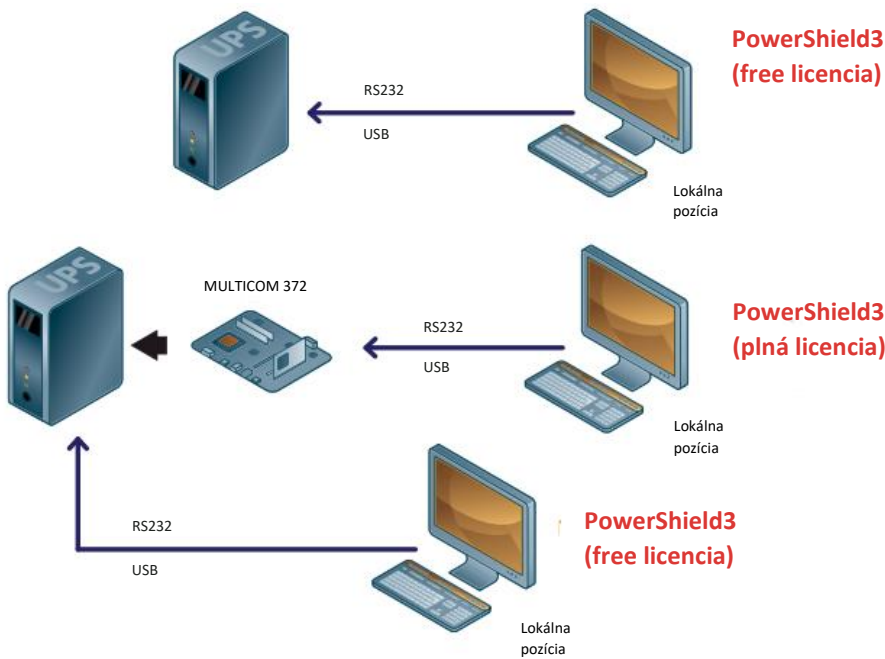 UPS
RS232
USB
PowerShield3
(free licencia)
Lokálna
pozícia
UPS
MULTICOM 372
RS232
USB
PowerShield3
(plná licencia)
Lokálna
pozícia
RS232
USB
PowerShield3
(free licencia)
Lokálna
pozícia